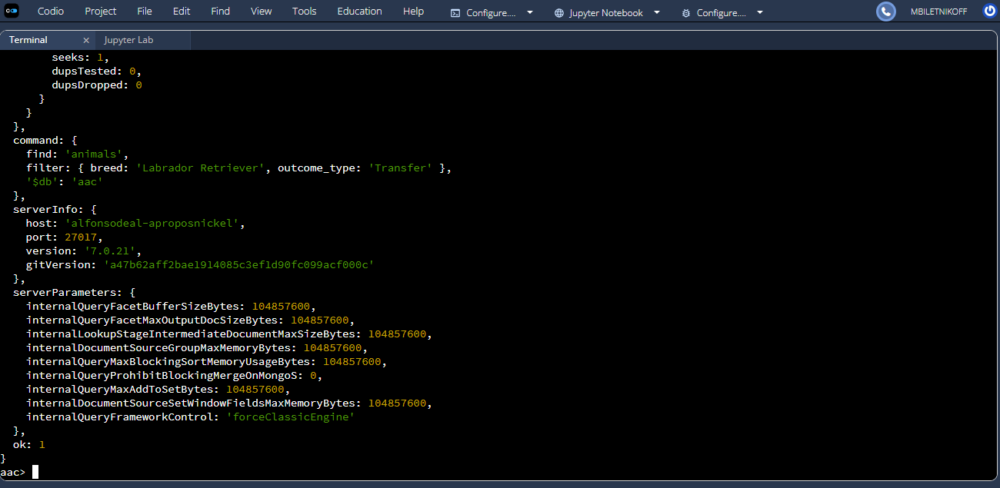 Codio Project File Edit Find View Tools Education Help Configure.... Jupyter Notebook Configure.... MBILETNIKOFF
Terminal × Jupyter Lab
seeks: 1,
dupsTested: 0,
dupsDropped: 0
}
}
},
command: {
find: 'animals',
filter: { breed: 'Labrador Retriever', outcome_type: 'Transfer' },
'$db': 'aac'
},
serverInfo: {
host: 'alfonsodeal-aproposnickel',
port: 27017,
version: '7.0.21',
gitVersion: 'a47b62aff2bae1914085c3ef1d90fc099acf000c'
},
serverParameters: {
internalQueryFacetBufferSizeBytes: 104857600,
internalQueryFacetMaxOutputDocSizeBytes: 104857600,
internalLookupStageIntermediateDocumentMaxSizeBytes: 104857600,
internalDocumentSourceGroupMaxMemoryBytes: 104857600,
internalQueryMaxBlockingSortMemoryUsageBytes: 104857600,
internalQueryProhibitBlockingMergeOnMongoS: 0,
internalQueryMaxAddToSetBytes: 104857600,
internalDocumentSourceSetWindowFieldsMaxMemoryBytes: 104857600,
internalQueryFrameworkControl: 'forceClassicEngine'
},
ok: 1
}
aac>